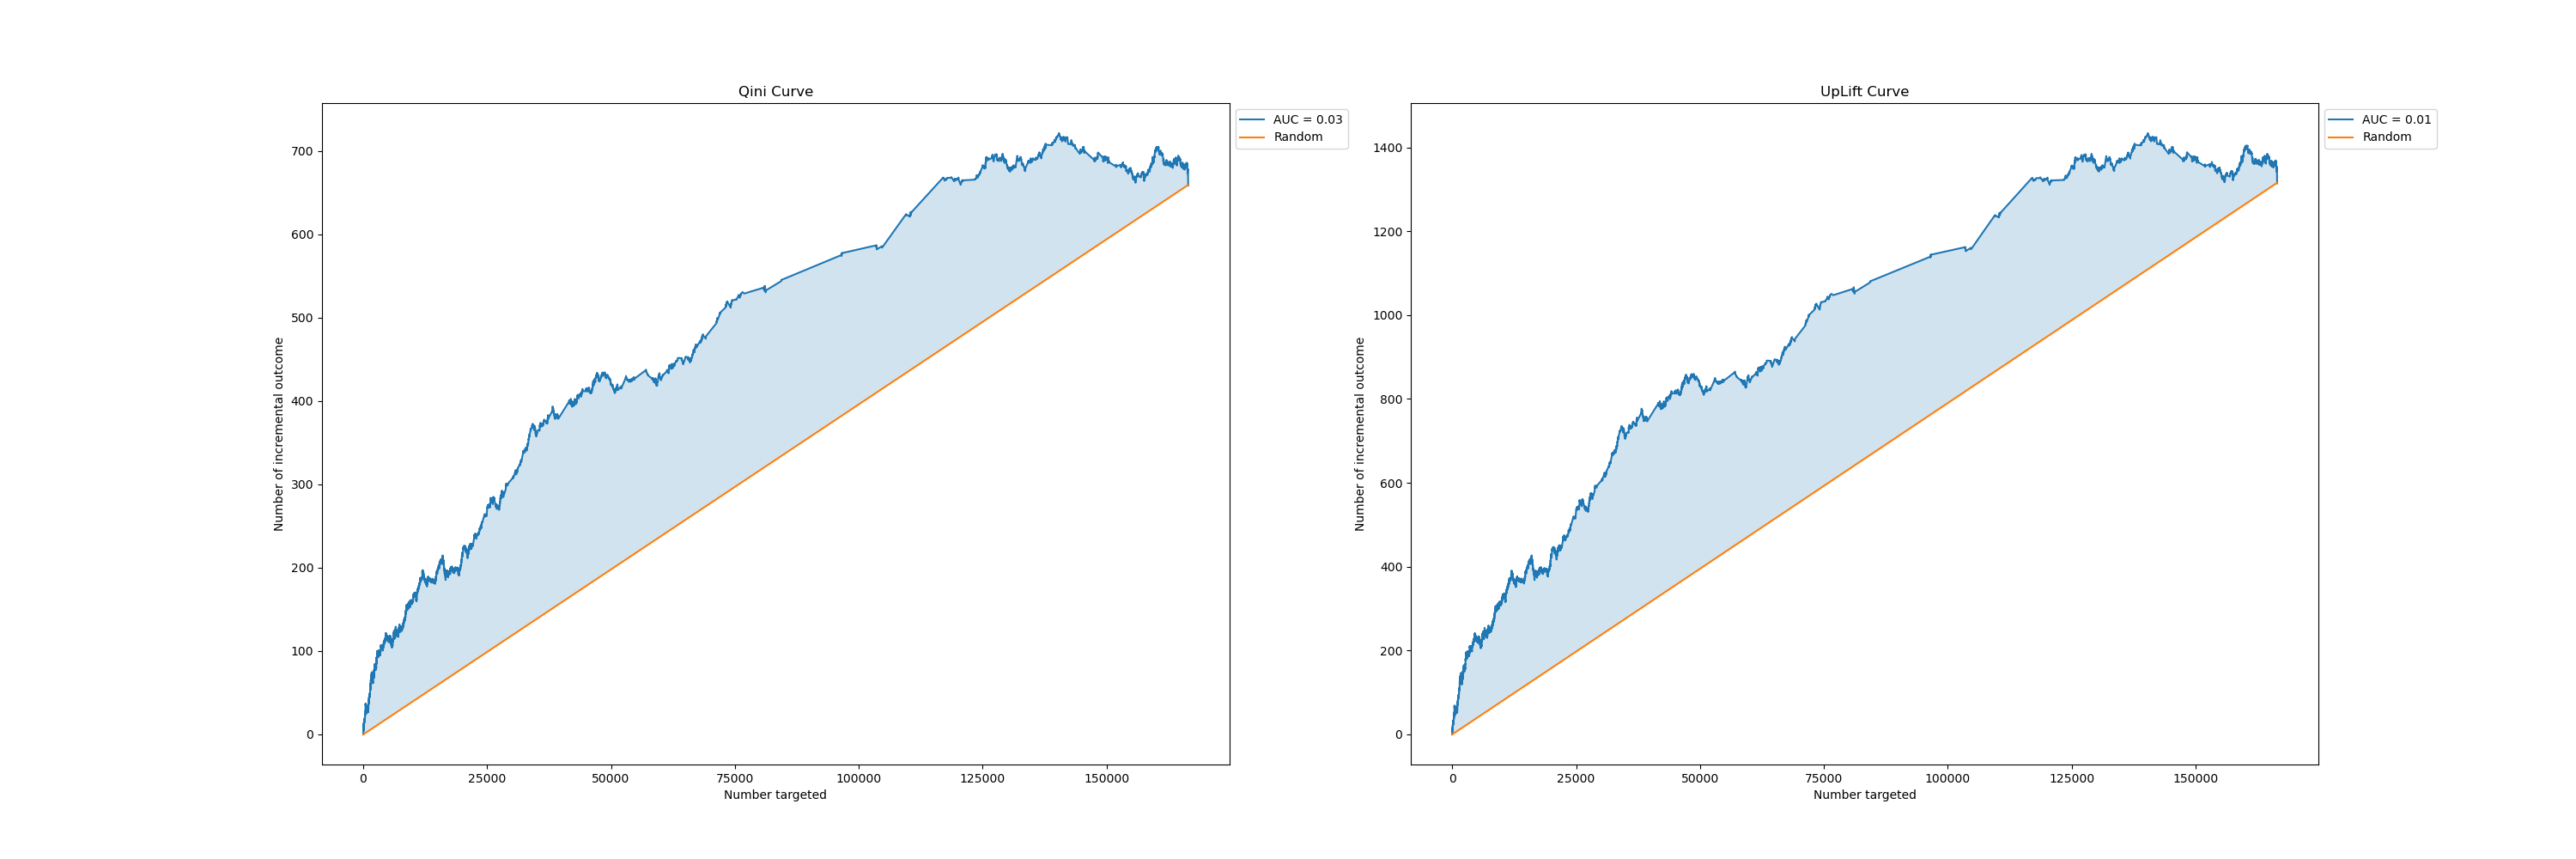 Qini Curve
AUC = 0.03
Random
700
600
500
400
300
200
100
0
Number of incremental outcome
0 25000 50000 75000 100000 125000 150000
Number targeted
UpLift Curve
AUC = 0.01
Random
1400
1200
1000
800
600
400
200
0
Number of incremental outcome
0 25000 50000 75000 100000 125000 150000
Number targeted